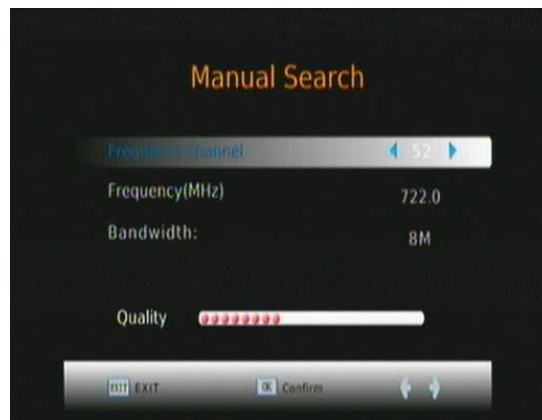 Manual Search
Frequency channel 52
Frequency(MHz) 722.0
Bandwidth: 8M
Quality
EXIT EXIT OK Confirm